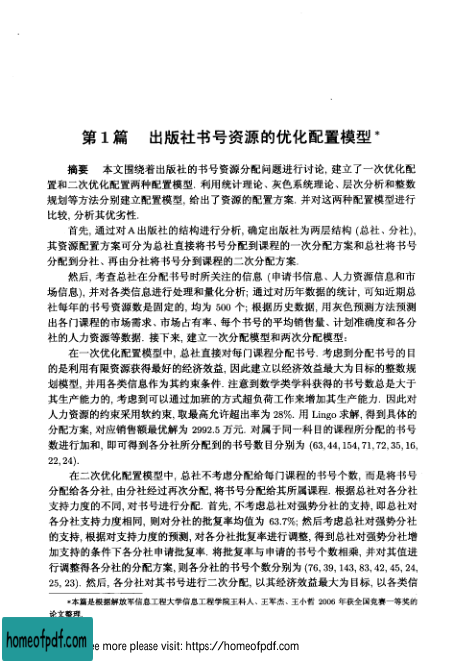 第 1 篇 出版社书号资源的优化配置模型*
摘要 本文围绕着出版社的书号资源分配问题进行讨论, 建立了一次优化配
置和二次优化配置两种配置模型. 利用统计理论、灰色系统理论、层次分析和整数
规划等方法分别建立配置模型, 给出了资源的配置方案. 并对这两种配置模型进行
比较, 分析其优劣性.
首先, 通过对 A 出版社的结构进行分析, 确定出版社为两层结构 (总社、分社),
其资源配置方案可分为总社直接将书号分配到课程的一次分配方案和总社将书号
分配到分社、再由分社将书号分到课程的二次分配方案.
然后, 考查总社在分配书号时所关注的信息 (申请书信息、人力资源信息和市
场信息), 并对各类信息进行处理和量化分析; 通过对历年数据的统计, 可知近期总
社每年的书号资源数是固定的, 均为 500 个; 根据历史数据, 用灰色预测方法预测
出各门课程的市场需求、市场占有率、每个书号的平均销售量、计划准确度和各分
社的人力资源等数据. 接下来, 建立一次分配模型和两次分配模型:
在一次优化配置模型中, 总社直接对每门课程分配书号. 考虑到分配书号的目
的是利用有限资源获得最好的经济效益, 因此建立以经济效益最大为目标的整数规
划模型, 并用各类信息作为其约束条件. 注意到数学类学科获得的书号数总是大于
其生产能力的, 考虑到可以通过加班的方式超负荷工作来增加其生产能力. 因此对
人力资源的约束采用软约束, 取最高允许超出率为 28%. 用 Lingo 求解, 得到具体的
分配方案, 对应销售额最优解为 2992.5 万元. 对属于同一科目的课程所分配的书号
数进行加和, 即可得到各分社所分配到的书号数目分别为 (63, 44, 154, 71, 72, 35, 16,
22, 24).
在二次优化配置模型中, 总社不考虑分配给每门课程的书号个数, 而是将书号
分配给各分社, 由分社经过再次分配, 将书号分配给其所属课程. 根据总社对各分社
支持力度的不同, 对书号进行分配. 首先, 不考虑总社对强势分社的支持, 即总社对
各分社支持力度相同, 则对分社的批复率均值为 63.7%; 然后考虑总社对强势分社
的支持, 根据对支持力度的预测, 对各分社批复率进行调整, 得到总社对强势分社增
加支持的条件下各分社申请批复率. 将批复率与申请的书号个数相乘, 并对其值进
行调整得各分社的分配方案, 则各分社的书号个数分别为 (76, 39, 143, 83, 42, 45, 24,
25, 23). 然后, 各分社对其书号进行二次分配, 以其经济效益最大为目标, 以各类信
*本篇是根据解放军信息工程大学信息工程学院王科人、王军杰、王小哲 2006 年获全国竞赛一等奖的
论文整理.
homeofpdf.com
ee more please visit: https://homeofpdf.com